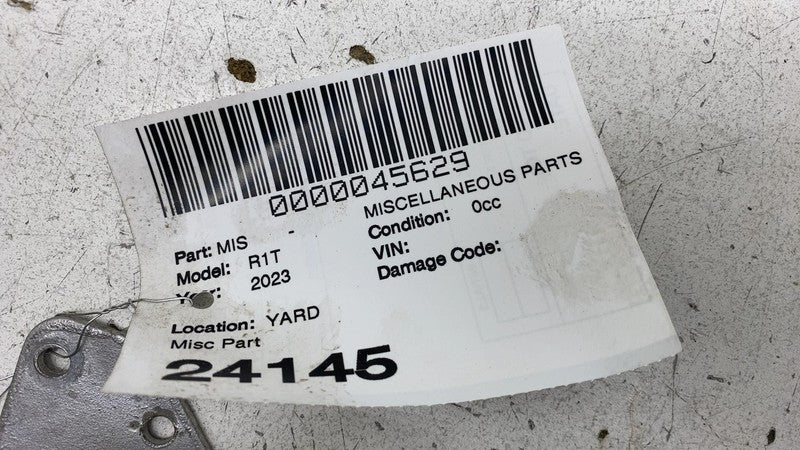 0000045629
Part: MIS - MISCELLANEOUS PARTS
Model: R1T Condition: 0cc
Year: 2023 VIN:
Damage Code:
Location: YARD
Misc Part
24145